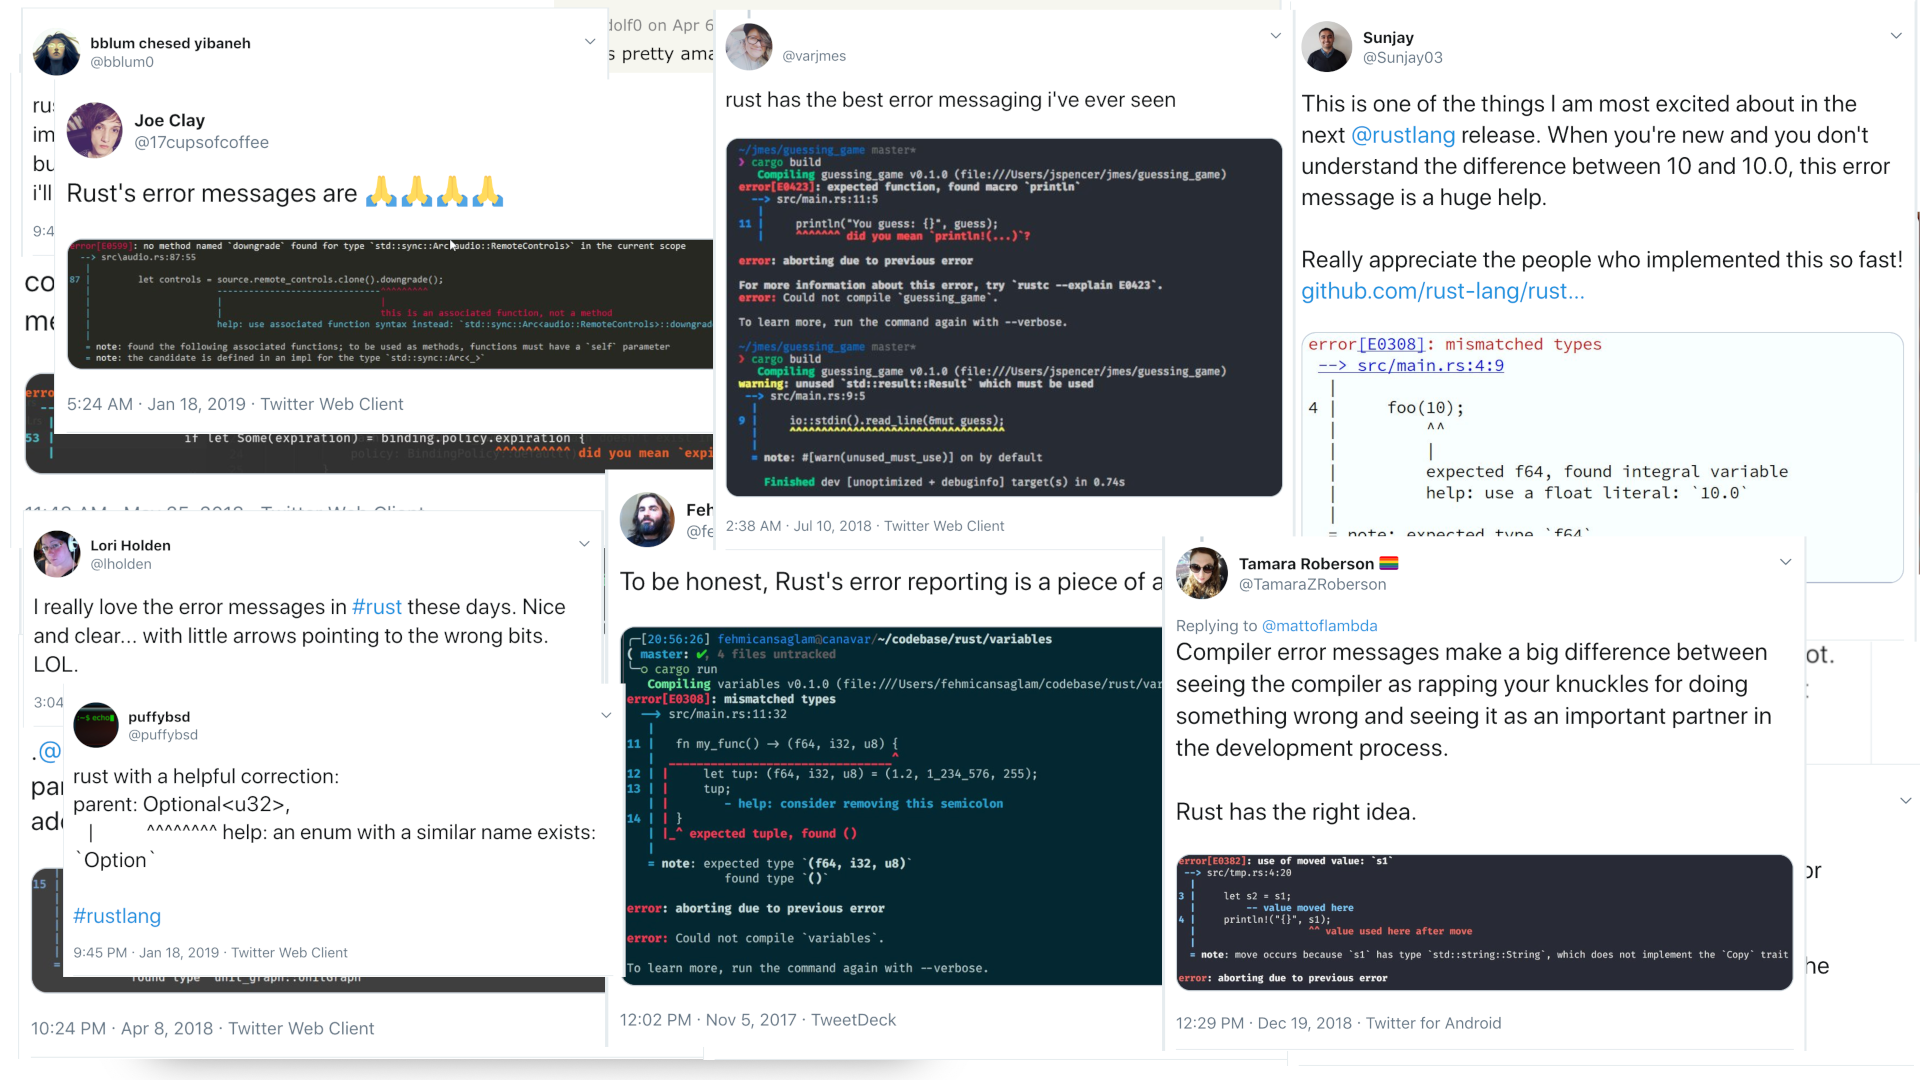 dolf0 on Apr 6
s pretty ama
bblum chesed yibaneh
@bblum0
rus
im
bu
i'll
9:4
Joe Clay
@17cupsofcoffee
Rust's error messages are 🙏🙏🙏🙏
error[E0599]: no method named `downgrade` found for type `std::sync::Arc<audio::RemoteControls>` in the current scope
--> src\audio.rs:87:55
|
87 | let controls = source.remote_controls.clone().downgrade();
| ------------------------------^^^^^^^^^
| | |
| | this is an associated function, not a method
| help: use associated function syntax instead: `std::sync::Arc<audio::RemoteControls>::downgrad
|
= note: found the following associated functions; to be used as methods, functions must have a `self` parameter
= note: the candidate is defined in an impl for the type `std::sync::Arc<_>`
5:24 AM · Jan 18, 2019 · Twitter Web Client
co
me
erro
--
53 | if let Some(expiration) = binding.policy.expiration {
| ^^^^^^^^^^ did you mean `expi
Lori Holden
@lholden
I really love the error messages in #rust these days. Nice
and clear... with little arrows pointing to the wrong bits.
LOL.
3:04
.@
par
add
puffybsd
@puffybsd
rust with a helpful correction:
parent: Optional<u32>,
| ^^^^^^^^ help: an enum with a similar name exists:
`Option`
#rustlang
9:45 PM · Jan 18, 2019 · Twitter Web Client
15 |
found type `unit_graph::UnitGraph`
10:24 PM · Apr 8, 2018 · Twitter Web Client
@varjmes
rust has the best error messaging i've ever seen
~/jmes/guessing_game master*
❯ cargo build
Compiling guessing_game v0.1.0 (file:///Users/jspencer/jmes/guessing_game)
error[E0423]: expected function, found macro `println`
--> src/main.rs:11:5
|
11 | println("You guess: {}", guess);
| ^^^^^^^ did you mean `println!(...)`?
error: aborting due to previous error
For more information about this error, try `rustc --explain E0423`.
error: Could not compile `guessing_game`.
To learn more, run the command again with --verbose.
~/jmes/guessing_game master*
❯ cargo build
Compiling guessing_game v0.1.0 (file:///Users/jspencer/jmes/guessing_game)
warning: unused `std::result::Result` which must be used
--> src/main.rs:9:5
|
9 | io::stdin().read_line(&mut guess);
| ^^^^^^^^^^^^^^^^^^^^^^^^^^^^^^^^^^
|
= note: #[warn(unused_must_use)] on by default
Finished dev [unoptimized + debuginfo] target(s) in 0.74s
2:38 AM · Jul 10, 2018 · Twitter Web Client
Feh
@fe
To be honest, Rust's error reporting is a piece of a
[20:56:26] fehmicansaglam@canavar/~/codebase/rust/variables
( master: ✔, 4 files untracked
cargo run
Compiling variables v0.1.0 (file:///Users/fehmicansaglam/codebase/rust/var
error[E0308]: mismatched types
--> src/main.rs:11:32
|
11 | fn my_func() -> (f64, i32, u8) {
| ________________________________^
12 | | let tup: (f64, i32, u8) = (1.2, 1_234_576, 255);
13 | | tup;
| | - help: consider removing this semicolon
14 | | }
| |_^ expected tuple, found ()
|
= note: expected type `(f64, i32, u8)`
found type `()`
error: aborting due to previous error
error: Could not compile `variables`.
To learn more, run the command again with --verbose.
12:02 PM · Nov 5, 2017 · TweetDeck
Sunjay
@Sunjay03
This is one of the things I am most excited about in the
next @rustlang release. When you're new and you don't
understand the difference between 10 and 10.0, this error
message is a huge help.
Really appreciate the people who implemented this so fast!
github.com/rust-lang/rust...
error[E0308]: mismatched types
--> src/main.rs:4:9
|
4 | foo(10);
| ^^
| |
| expected f64, found integral variable
| help: use a float literal: `10.0`
|
= note: expected type `f64`
Tamara Roberson 🏳️‍🌈
@TamaraZRoberson
Replying to @mattoflambda
Compiler error messages make a big difference between
seeing the compiler as rapping your knuckles for doing
something wrong and seeing it as an important partner in
the development process.
Rust has the right idea.
error[E0382]: use of moved value: `s1`
--> src/tmp.rs:4:20
|
3 | let s2 = s1;
| -- value moved here
4 | println!("{}", s1);
| ^^ value used here after move
|
= note: move occurs because `s1` has type `std::string::String`, which does not implement the `Copy` trait
error: aborting due to previous error
12:29 PM · Dec 19, 2018 · Twitter for Android
ot.
or
he